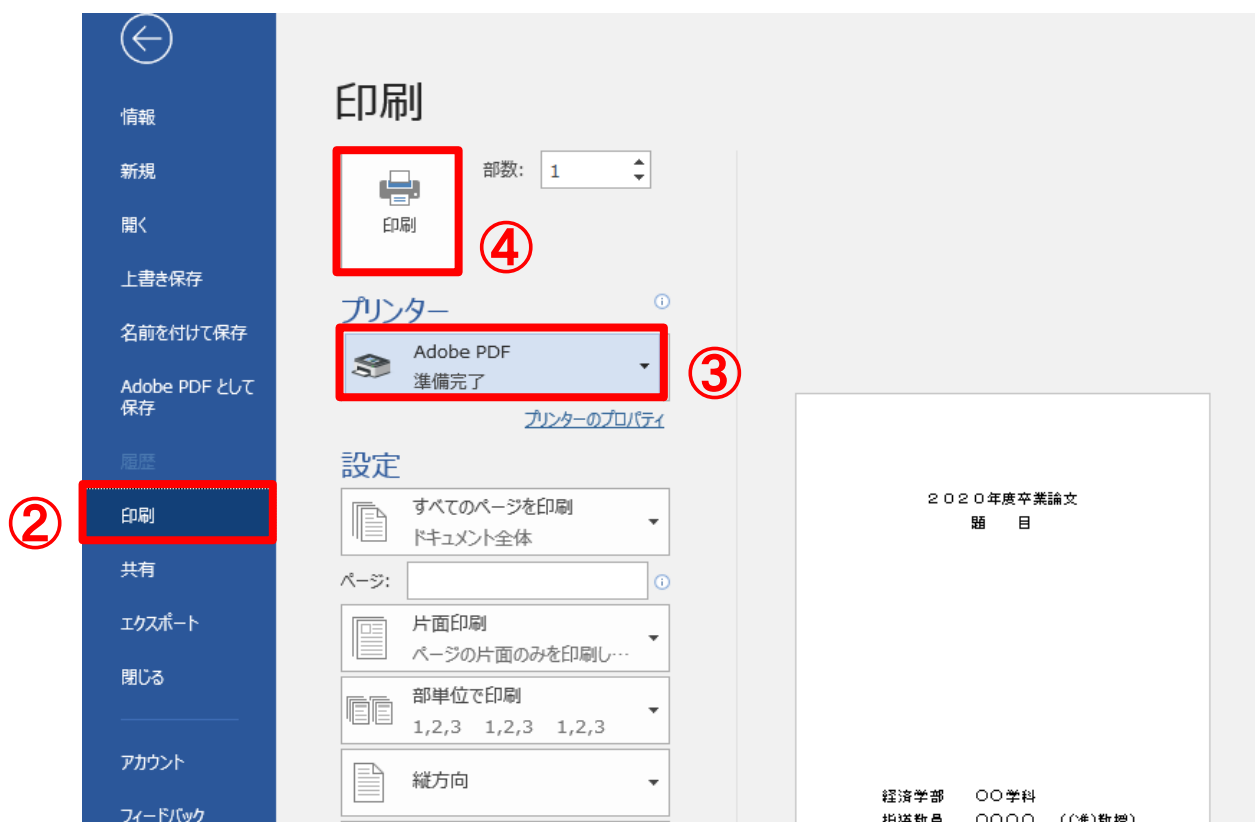 情報
新規
開く
上書き保存
名前を付けて保存
Adobe PDF として
保存
履歴
②
印刷
共有
エクスポート
閉じる
アカウント
フィードバック
印刷
部数: 1
印刷
④
プリンター
Adobe PDF
準備完了
③
プリンターのプロパティ
設定
すべてのページを印刷
ドキュメント全体
ページ:
片面印刷
ページの片面のみを印刷し…
部単位で印刷
1,2,3 1,2,3 1,2,3
縦方向
2020年度卒業論文
題 目
経済学部 ○○学科
指導教員 ○○○○ ((准)教授)